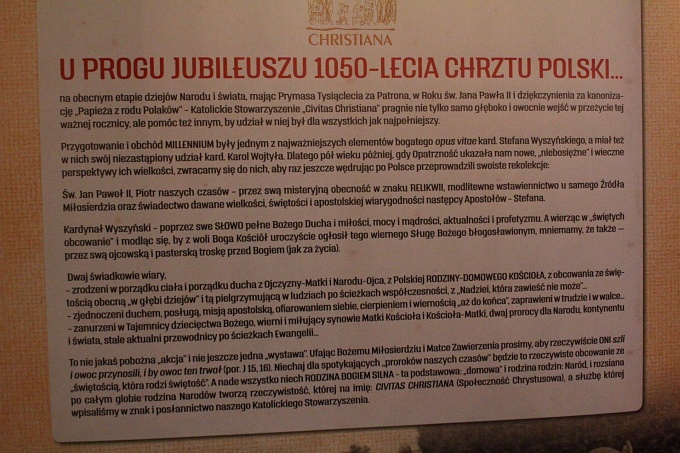 CHRISTIANA
U PROGU JUBILEUSZU 1050-LECIA CHRZTU POLSKI...
na obecnym etapie dziejów Narodu i świata, mając Prymasa Tysiąclecia za Patrona, w Roku św. Jana Pawła II i dziękczynienia za kanoniza-
cję „Papieża z rodu Polaków” - Katolickie Stowarzyszenie „Civitas Christiana” pragnie nie tylko samo głęboko i owocnie wejść w przeżycie tej
ważnej rocznicy, ale pomóc też innym, by udział w niej był dla wszystkich jak najpełniejszy.
Przygotowanie i obchód MILLENNIUM były jednym z najważniejszych elementów bogatego opus vitae kard. Stefana Wyszyńskiego, a miał też
w nich swój niezastąpiony udział kard. Karol Wojtyła. Dlatego pół wieku później, gdy Opatrzność ukazała nam nowe, „niebosiężne” i wieczne
perspektywy ich wielkości, zwracamy się do nich, aby raz jeszcze wędrując po Polsce przeprowadzili swoiste rekolekcje:
Św. Jan Paweł II, Piotr naszych czasów – przez swą misteryjną obecność w znaku RELIKWII, modlitewne wstawiennictwo u samego Źródła
Miłosierdzia oraz świadectwo dawane wielkości, świętości i apostolskiej wiarygodności następcy Apostołów - Stefana.
Kardynał Wyszyński - poprzez swe SŁOWO pełne Bożego Ducha i miłości, mocy i mądrości, aktualności i profetyzmu. A wierząc w „świętych
obcowanie” i modląc się, by z woli Boga Kościół uroczyście ogłosił tego wiernego Sługę Bożego błogosławionym, mniemamy, że także —
przez swą ojcowską i pasterską troskę przed Bogiem (jak za życia).
Dwaj świadkowie wiary,
- zrodzeni w porządku ciała i porządku ducha z Ojczyzny-Matki i Narodu-Ojca, z Polskiej RODZINY-DOMOWEGO KOŚCIOŁA, z obcowania ze świę-
tością obecną „w głębi dziejów” i tą pielgrzymującą w ludziach po ścieżkach współczesności, z „Nadziei, która zawieść nie może”...
- zjednoczeni duchem, posługą, misją apostolską, ofiarowaniem siebie, cierpieniem i wiernością „aż do końca”, zaprawieni w trudzie i w walce...
- zanurzeni w Tajemnicy dziecięctwa Bożego, wierni i miłujący synowie Matki Kościoła i Kościoła-Matki, dwaj prorocy dla Narodu, kontynentu
i świata, stale aktualni przewodnicy po ścieżkach Ewangelii...
To nie jakaś pobożna „akcja” i nie jeszcze jedna „wystawa”. Ufając Bożemu Miłosierdziu i Matce Zawierzenia prosimy, aby rzeczywiście ONI szli
i owoc przynosili, i by owoc ten trwał (por. J 15, 16). Niechaj dla spotykających „proroków naszych czasów” będzie to rzeczywiste obcowanie ze
„świętością, która rodzi świętość”. A nade wszystko niech RODZINA BOGIEM SILNA - ta podstawowa: „domowa” i rodzina rodzin: Naród, i rozsiana
po całym globie rodzina Narodów tworzą rzeczywistość, której na imię: CIVITAS CHRISTIANA (Społeczność Chrystusowa), a służbę której
wpisaliśmy w znak i posłannictwo naszego Katolickiego Stowarzyszenia.